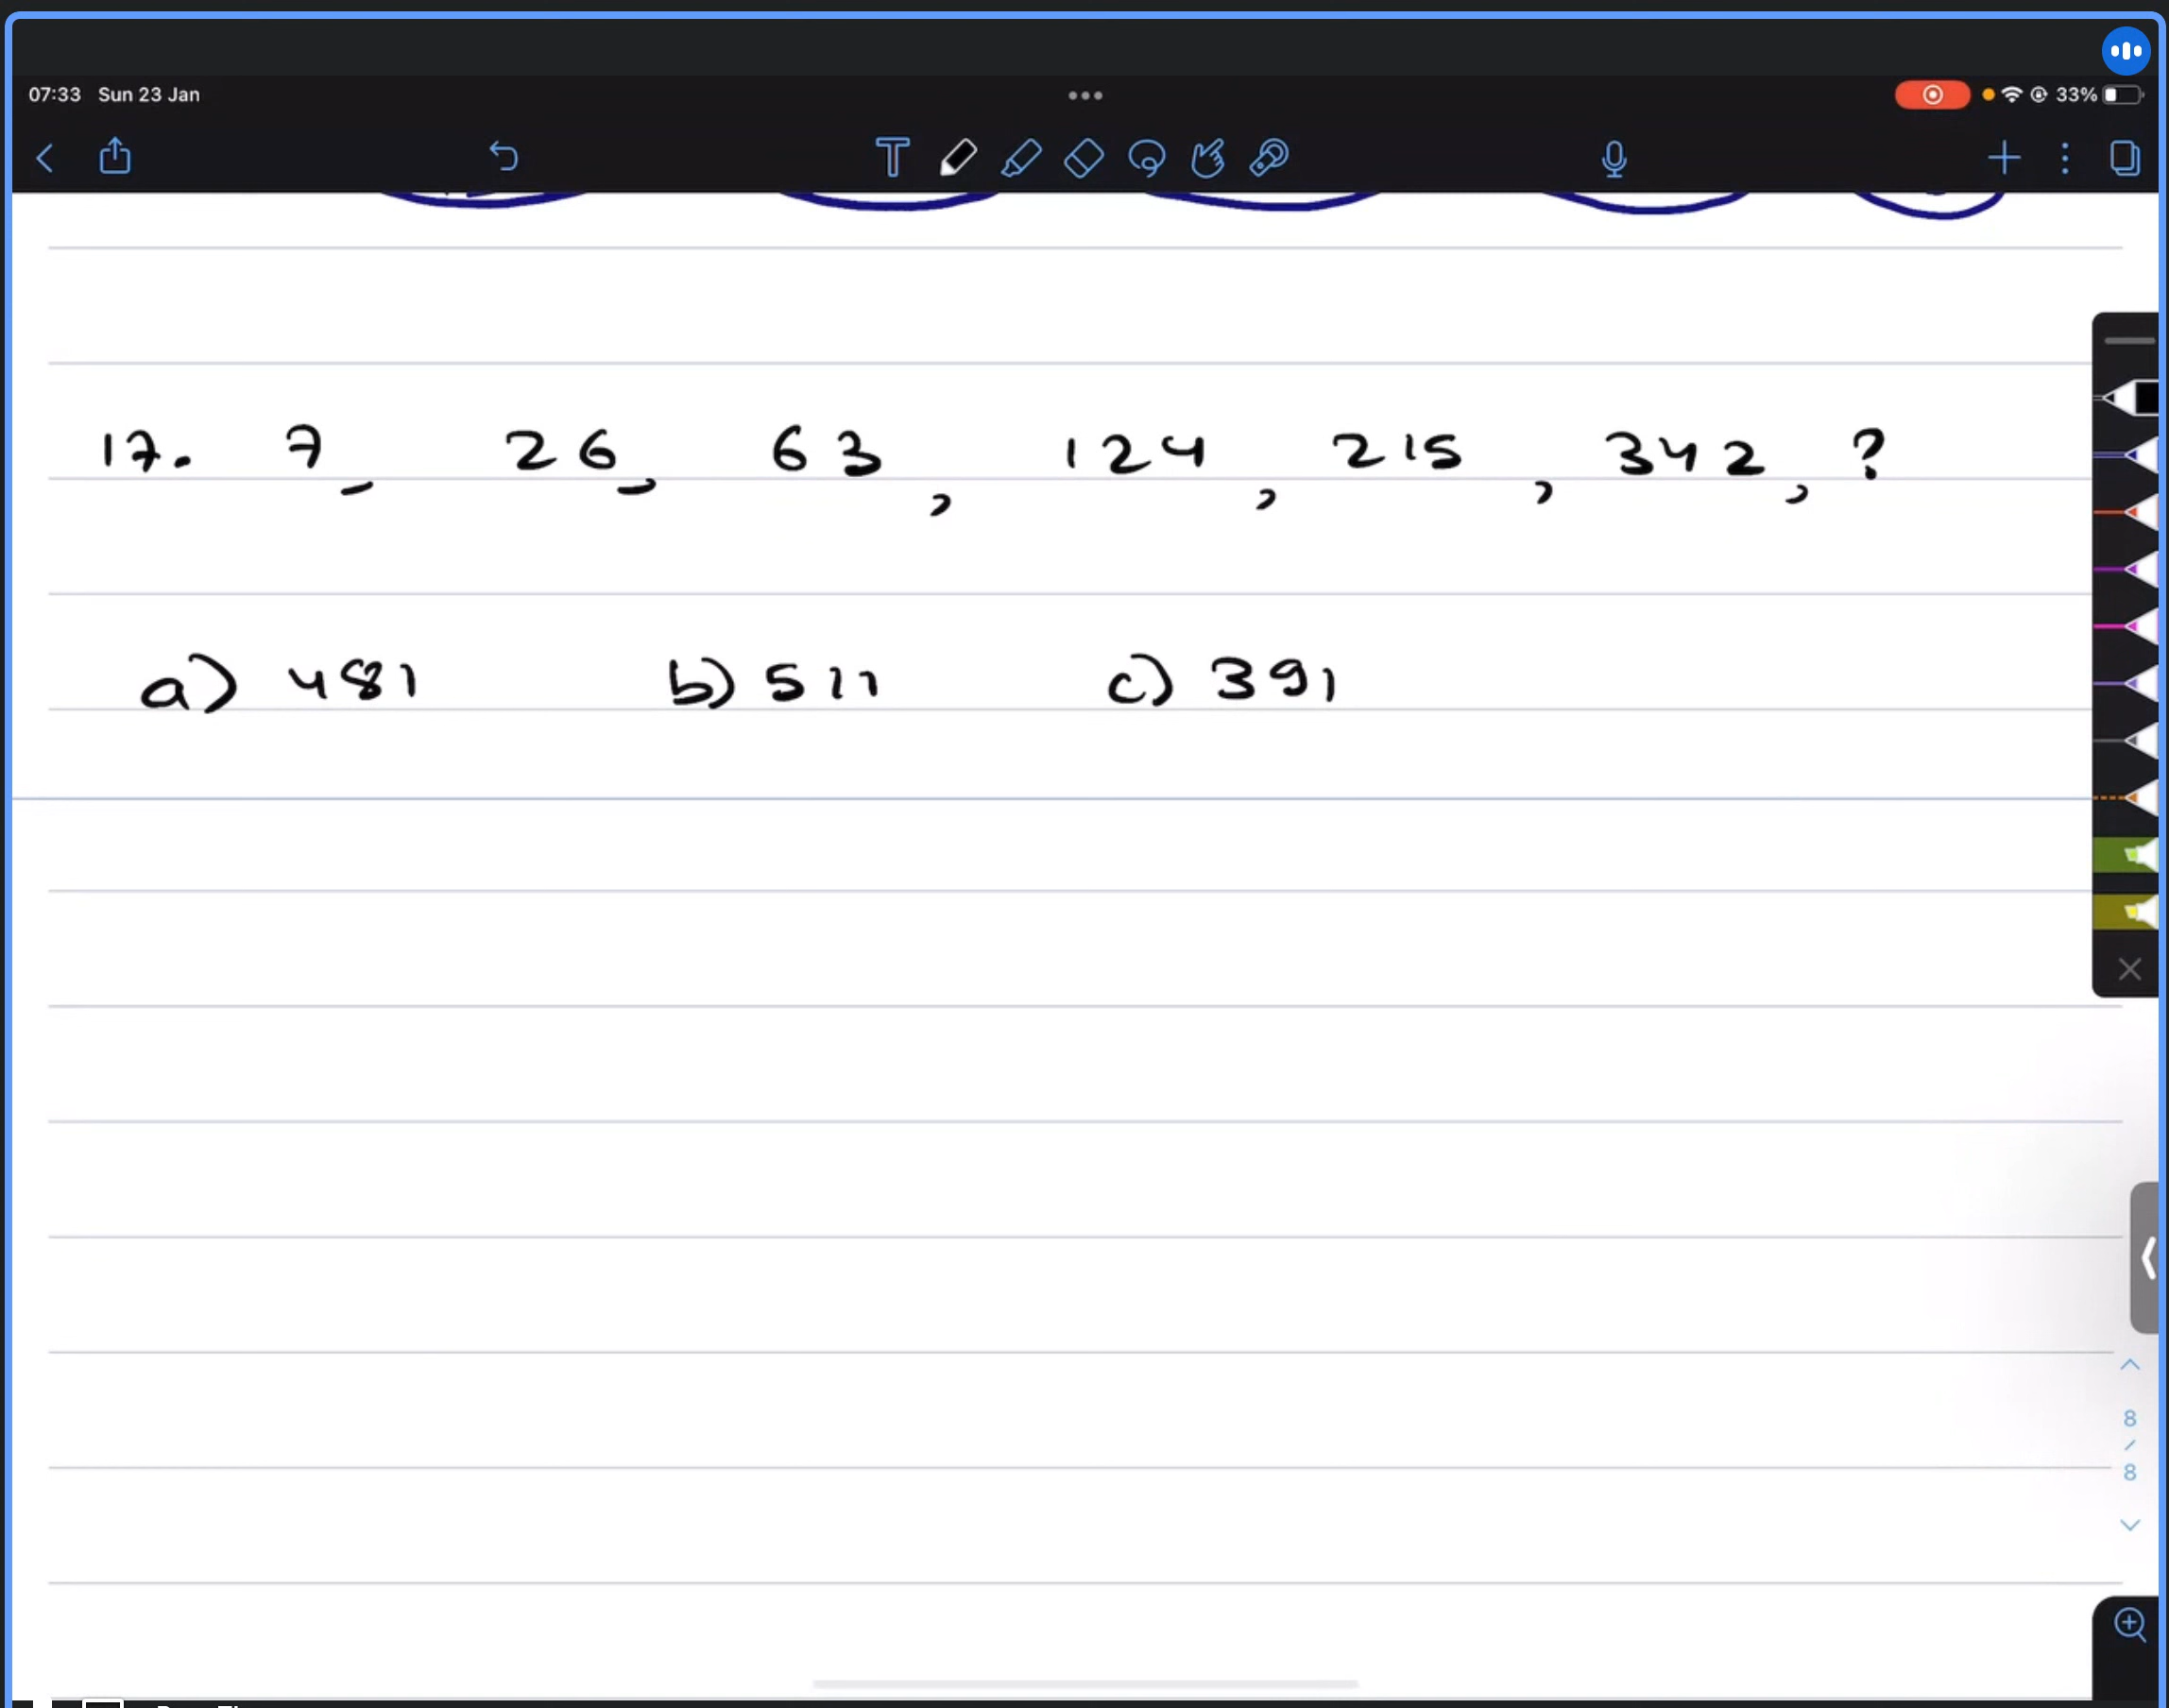 07:33 Sun 23 Jan
33%
17. 7, 26, 63, 124, 215, 342, ?
a) 481 b) 511 c) 391
8
/
8